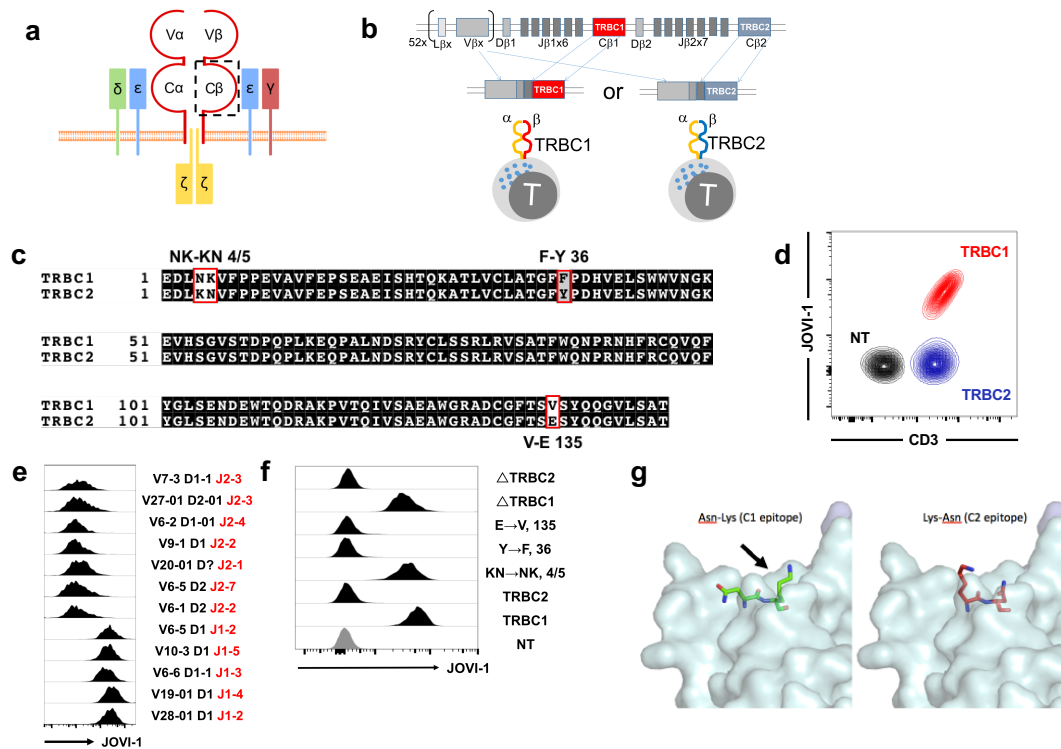 a
Vα Vβ
δ ε Cα Cβ ε γ
ζ ζ
b
TRBC1 TRBC2
52x Lβx Vβx Dβ1 Jβ1x6 Cβ1 Dβ2 Jβ2x7 Cβ2
TRBC1 or TRBC2
α β α β
TRBC1 TRBC2
T T
c
NK-KN 4/5 F-Y 36
TRBC1 1 EDLNKVFPPEVAVFEPSEAEISHTQKATLVCLATGFFPDHVELSWWVNGK
TRBC2 1 EDLKNVFPPEVAVFEPSEAEISHTQKATLVCLATGFYPDHVELSWWVNGK
TRBC1 51 EVHSGVSTDPQPLKEQPALNDSRYCLSSRLRVSATFWQNPRNHFRCQVQF
TRBC2 51 EVHSGVSTDPQPLKEQPALNDSRYCLSSRLRVSATFWQNPRNHFRCQVQF
TRBC1 101 YGLSENDEWTQDRAKPVTQIVSAEAWGRADCGFTSVSYQQGVLSAT
TRBC2 101 YGLSENDEWTQDRAKPVTQIVSAEAWGRADCGFTSESYQQGVLSAT
V-E 135
d
TRBC1
NT
TRBC2
JOVI-1
CD3
e
V7-3 D1-1 J2-3
V27-01 D2-01 J2-3
V6-2 D1-01 J2-4
V9-1 D1 J2-2
V20-01 D? J2-1
V6-5 D2 J2-7
V6-1 D2 J2-2
V6-5 D1 J1-2
V10-3 D1 J1-5
V6-6 D1-1 J1-3
V19-01 D1 J1-4
V28-01 D1 J1-2
JOVI-1
f
△TRBC2
△TRBC1
E→V, 135
Y→F, 36
KN→NK, 4/5
TRBC2
TRBC1
NT
JOVI-1
g
Asn-Lys (C1 epitope) Lys-Asn (C2 epitope)